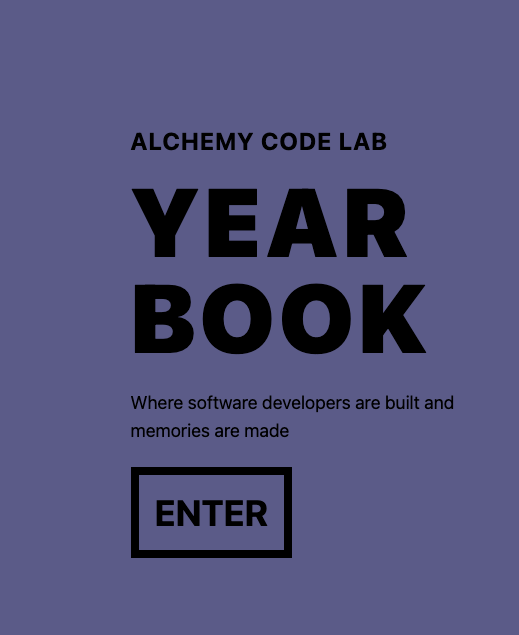 ALCHEMY CODE LAB
YEAR
BOOK
Where software developers are built and
memories are made
ENTER